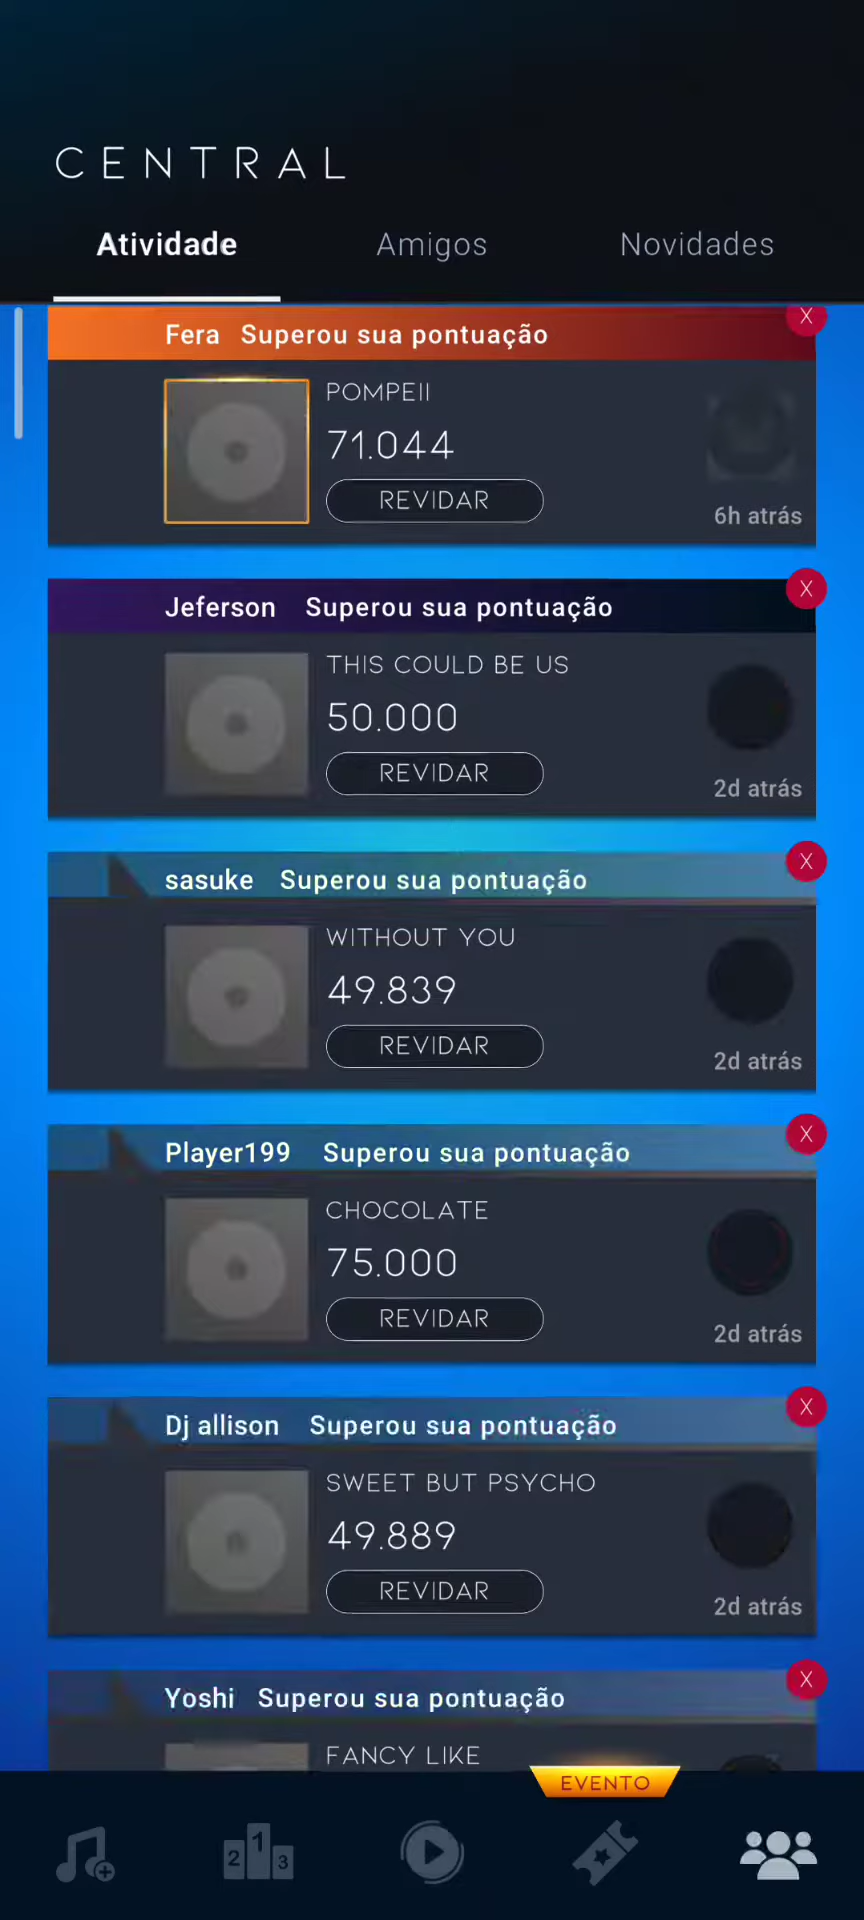 CENTRAL
Atividade Amigos Novidades
Fera Superou sua pontuação
X
POMPEII
71.044
REVIDAR
6h atrás
Jeferson Superou sua pontuação
X
THIS COULD BE US
50.000
REVIDAR
2d atrás
sasuke Superou sua pontuação
X
WITHOUT YOU
49.839
REVIDAR
2d atrás
Player199 Superou sua pontuação
X
CHOCOLATE
75.000
REVIDAR
2d atrás
Dj allison Superou sua pontuação
X
SWEET BUT PSYCHO
49.889
REVIDAR
2d atrás
Yoshi Superou sua pontuação
X
FANCY LIKE
EVENTO
2 1 3